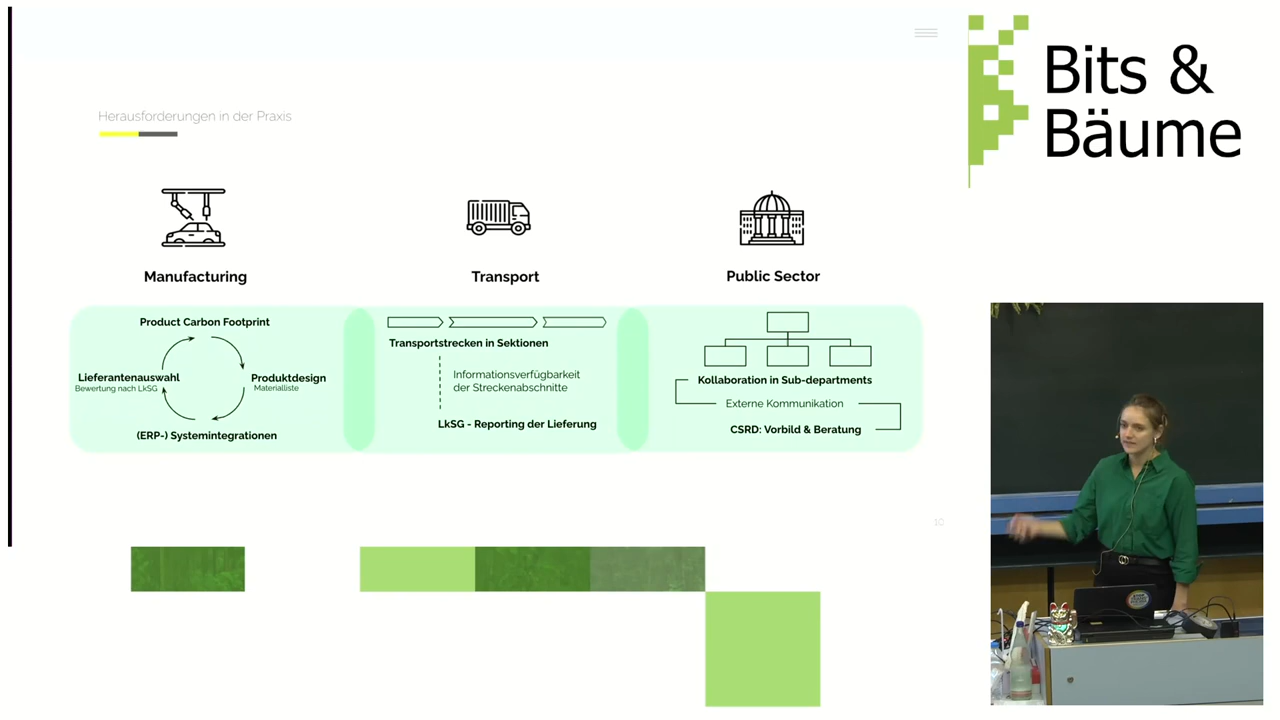 Herausforderungen in der Praxis
Bits &
Bäume
Manufacturing
Transport
Public Sector
Product Carbon Footprint
Lieferantenauswahl
Bewertung nach LkSG
Produktdesign
Materialliste
(ERP-) Systemintegrationen
Transportstrecken in Sektionen
Informationsverfügbarkeit
der Streckenabschnitte
LkSG - Reporting der Lieferung
Kollaboration in Sub-departments
Externe Kommunikation
CSRD: Vorbild & Beratung
10